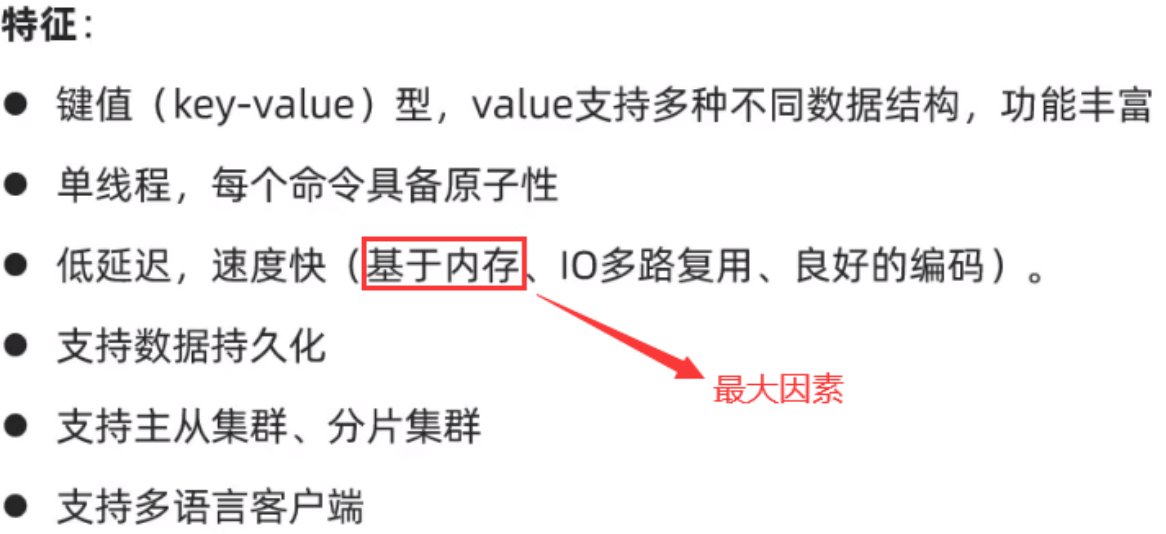 特征：
● 键值（key-value）型，value支持多种不同数据结构，功能丰富
● 单线程，每个命令具备原子性
● 低延迟，速度快（基于内存、IO多路复用、良好的编码）。
● 支持数据持久化
最大因素
● 支持主从集群、分片集群
● 支持多语言客户端